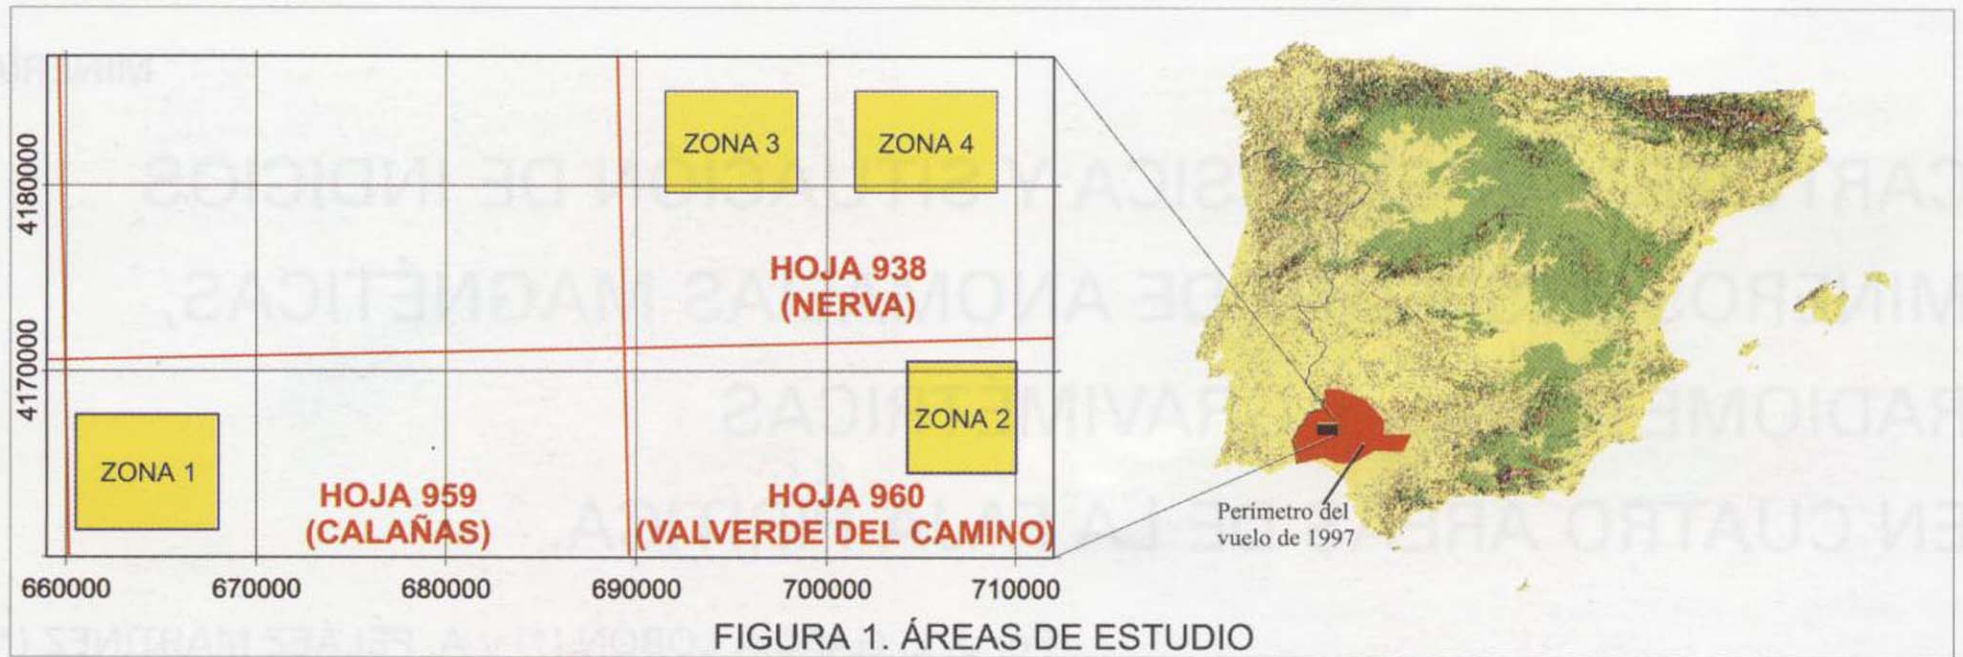 ZONA 3
ZONA 4
4180000
HOJA 938
(NERVA)
4170000
ZONA 2
ZONA 1
HOJA 959
(CALAÑAS)
HOJA 960
(VALVERDE DEL CAMINO)
Perímetro del
vuelo de 1997
660000
670000
680000
690000
700000
710000
FIGURA 1. ÁREAS DE ESTUDIO